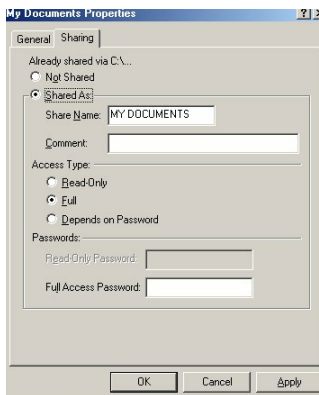 My Documents Properties
General Sharing
Already shared via C:\...
Not Shared
Shared As:
Share Name: MY DOCUMENTS
Comment:
Access Type:
Read-Only
Full
Depends on Password
Passwords:
Read-Only Password:
Full Access Password:
OK Cancel Apply